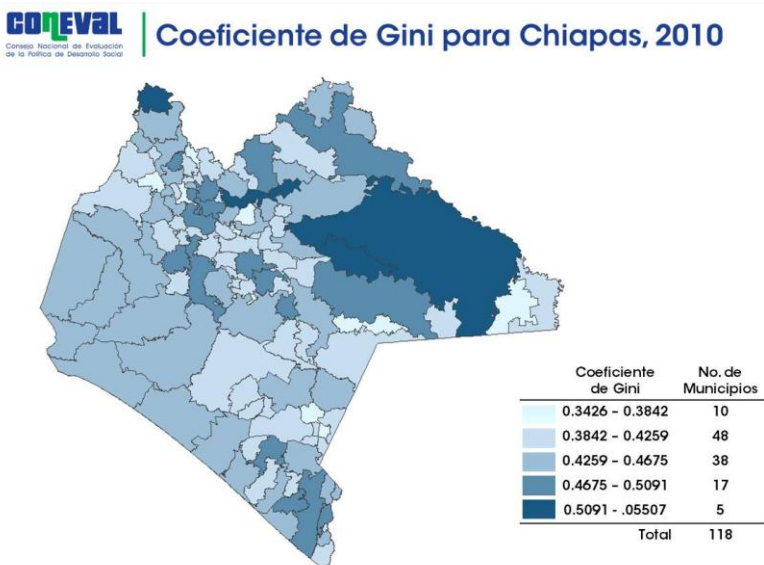 CONEVAL
Consejo Nacional de Evaluación
de la Política de Desarrollo Social
Coeficiente de Gini para Chiapas, 2010
Coeficiente de Gini No. de Municipios
0.3426 - 0.3842 10
0.3842 - 0.4259 48
0.4259 - 0.4675 38
0.4675 - 0.5091 17
0.5091 - .05507 5
Total 118